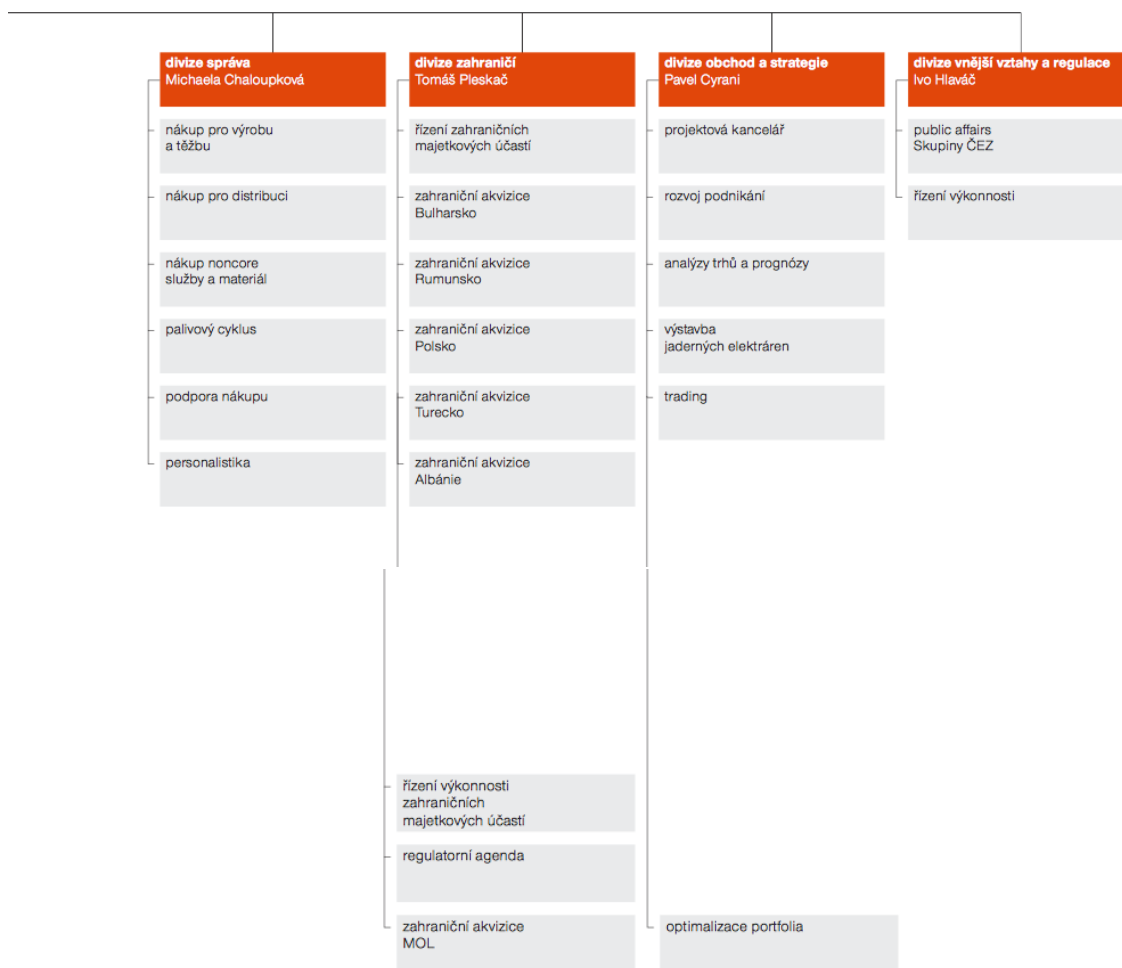 divize správa
Michaela Chaloupková
nákup pro výrobu
a těžbu
nákup pro distribuci
nákup noncore
služby a materiál
palivový cyklus
podpora nákupu
personalistika
divize zahraničí
Tomáš Pleskač
řízení zahraničních
majetkových účastí
zahraniční akvizice
Bulharsko
zahraniční akvizice
Rumunsko
zahraniční akvizice
Polsko
zahraniční akvizice
Turecko
zahraniční akvizice
Albánie
řízení výkonnosti
zahraničních
majetkových účastí
regulatorní agenda
zahraniční akvizice
MOL
divize obchod a strategie
Pavel Cyrani
projektová kancelář
rozvoj podnikání
analýzy trhů a prognózy
výstavba
jaderných elektráren
trading
optimalizace portfolia
divize vnější vztahy a regulace
Ivo Hlaváč
public affairs
Skupiny ČEZ
řízení výkonnosti